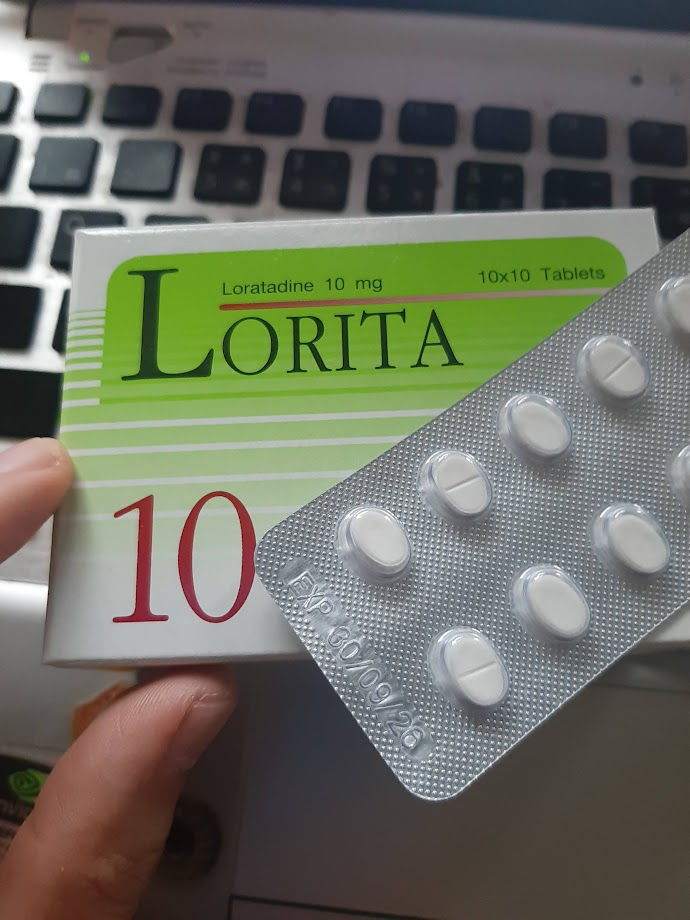 Loratadine 10 mg 10x10 Tablets
LORITA
10
EXP 30/09/26